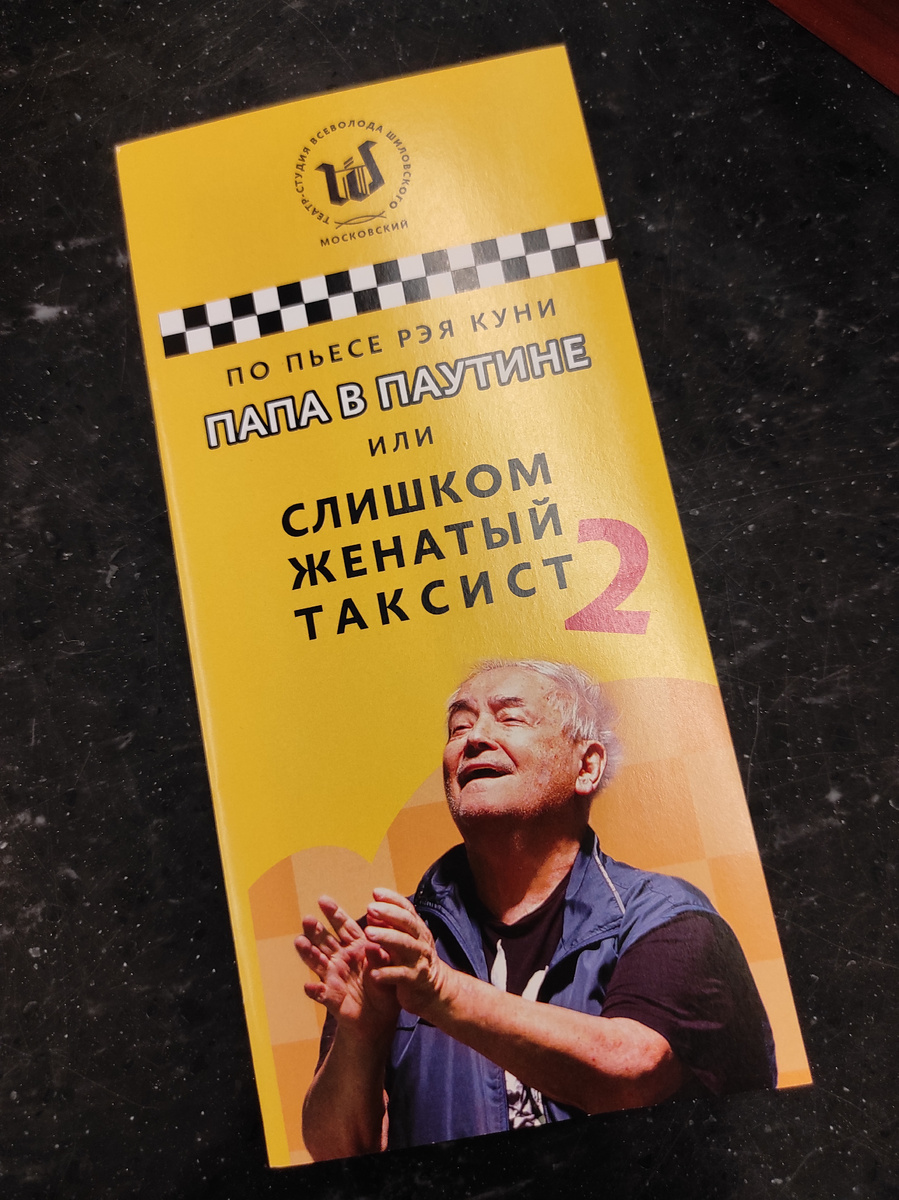 ТЕАТР-СТУДИЯ ВСЕВОЛОДА ШИЛОВСКОГО
МОСКОВСКИЙ
ПО ПЬЕСЕ РЭЯ КУНИ
ПАПА В ПАУТИНЕ
ИЛИ
СЛИШКОМ
ЖЕНАТЫЙ
ТАКСИСТ 2